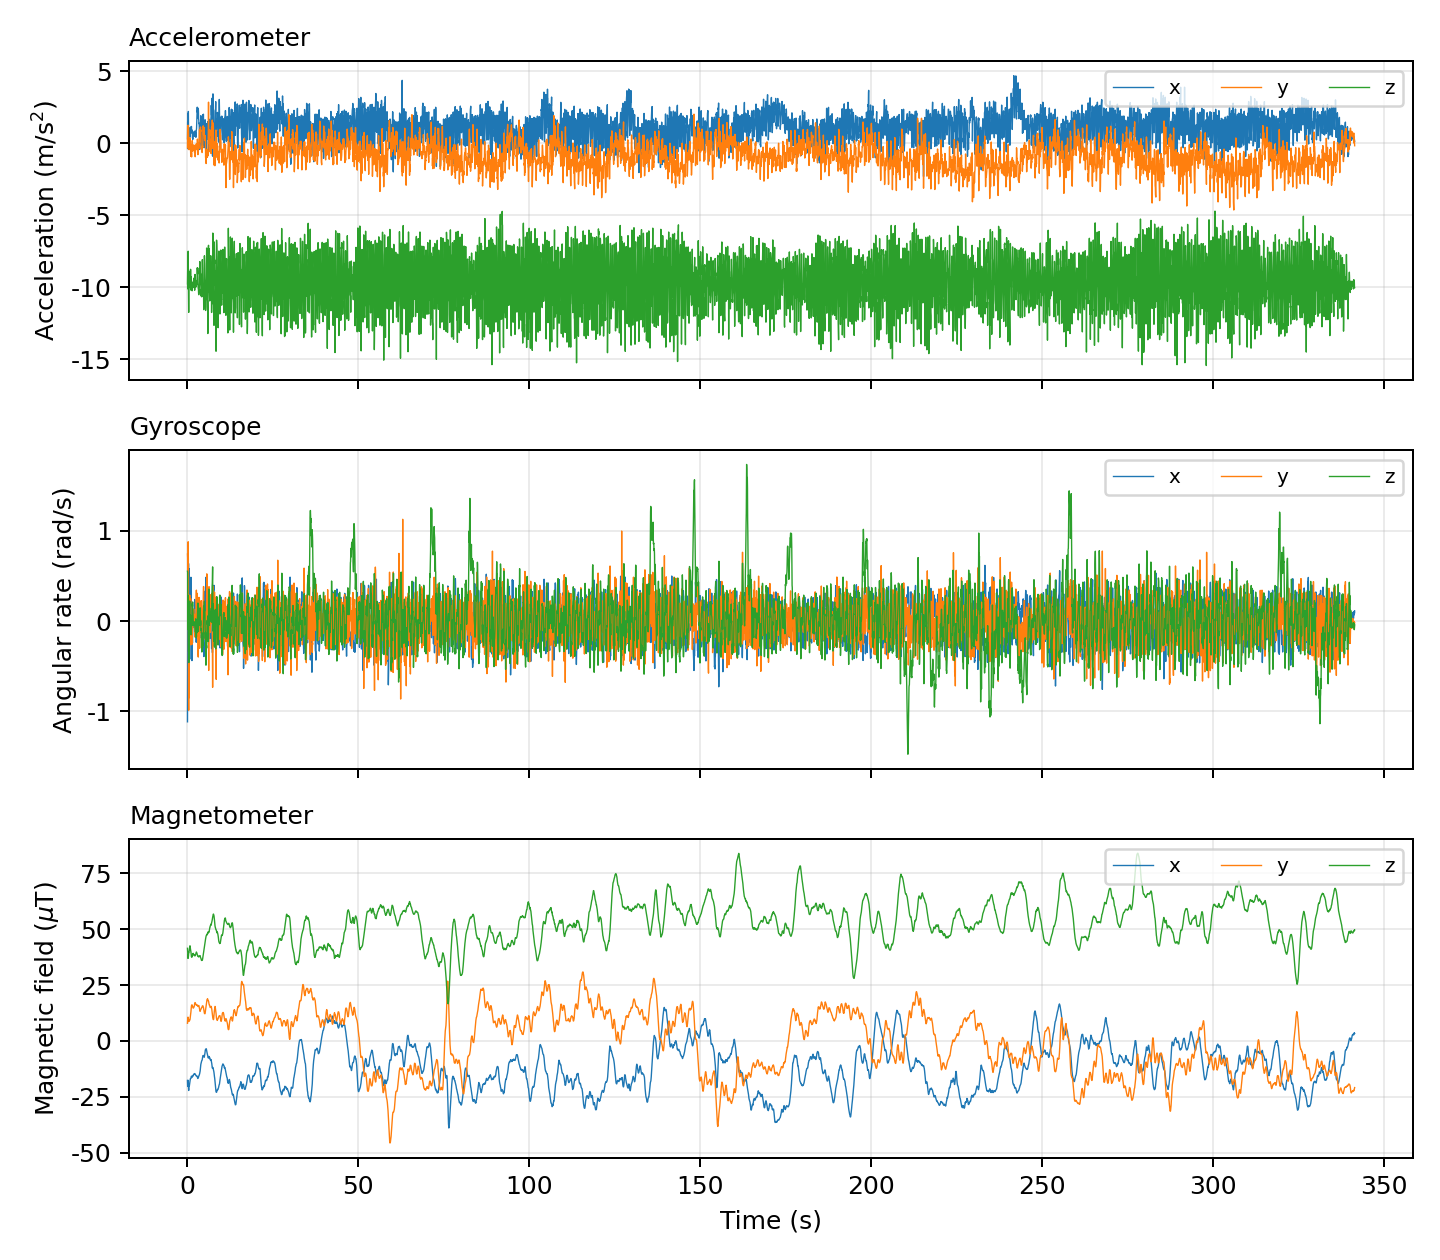 Accelerometer
Acceleration (m/s²)
5
0
-5
-10
-15
x y z
Gyroscope
Angular rate (rad/s)
1
0
-1
x y z
Magnetometer
Magnetic field (μT)
75
50
25
0
-25
-50
x y z
0 50 100 150 200 250 300 350
Time (s)